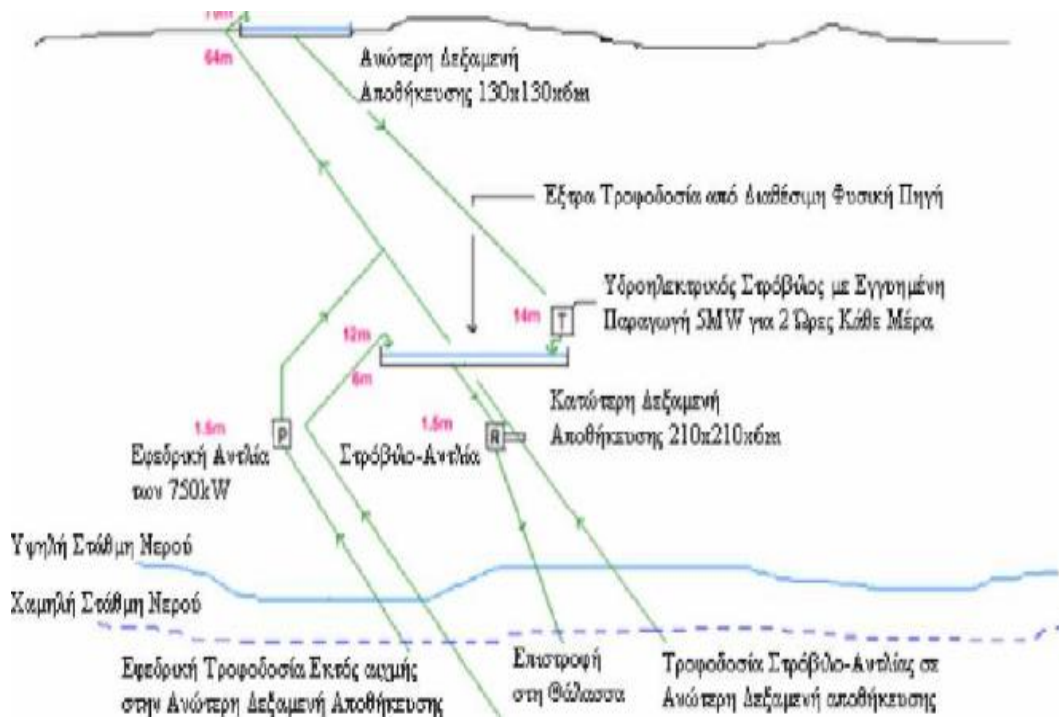 70m
64m
Ανώτερη Δεξαμενή
Αποθήκευσης 130x130x6m
Εξτρα Τροφοδοσία από Διαθέσιμη Φυσική Πηγή
Υδροηλεκτρικός Στρόβιλος με Εγγυημένη
Παραγωγή 5MW για 2 Ώρες Κάθε Μέρα
14m
T
12m
6m
Κατώτερη Δεξαμενή
Αποθήκευσης 210x210x6m
1.5m
P
Εφεδρική Αντλία
των 750kW
1.5m
R
Στρόβιλο-Αντλία
Υψηλή Στάθμη Νερού
Χαμηλή Στάθμη Νερού
Εφεδρική Τροφοδοσία Εκτός αιχμής
στην Ανώτερη Δεξαμενή Αποθήκευσης
Επιστροφή
στη Θάλασσα
Τροφοδοσία Στρόβιλο-Αντλίας σε
Ανώτερη Δεξαμενή αποθήκευσης